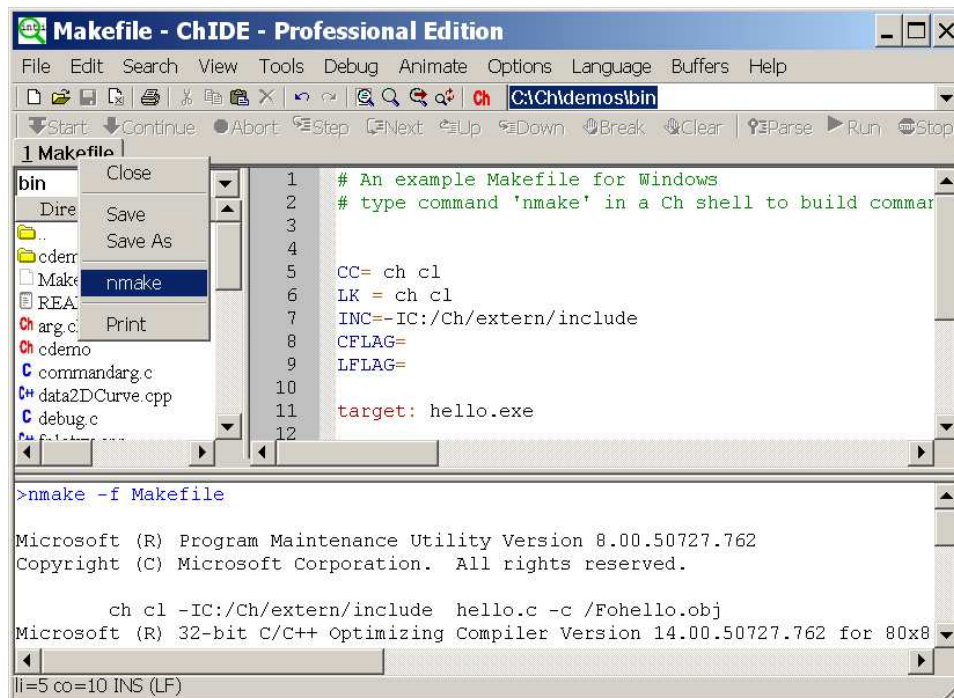 Makefile - ChIDE - Professional Edition
File Edit Search View Tools Debug Animate Options Language Buffers Help
Ch C:\Ch\demos\bin
Start Continue Abort Step Next Up Down Break Clear Parse Run Stop
1 Makefile
bin
Dire
..
cdem
Make
REA
arg.c
cdemo
commandarg.c
data2DCurve.cpp
debug.c
Close
Save
Save As
nmake
Print
1 # An example Makefile for Windows
2 # type command 'nmake' in a Ch shell to build comman
3
4
5 CC= ch cl
6 LK = ch cl
7 INC=-IC:/Ch/extern/include
8 CFLAG=
9 LFLAG=
10
11 target: hello.exe
12
>nmake -f Makefile
Microsoft (R) Program Maintenance Utility Version 8.00.50727.762
Copyright (C) Microsoft Corporation. All rights reserved.
ch cl -IC:/Ch/extern/include hello.c -c /Fohello.obj
Microsoft (R) 32-bit C/C++ Optimizing Compiler Version 14.00.50727.762 for 80x8
li=5 co=10 INS (LF)